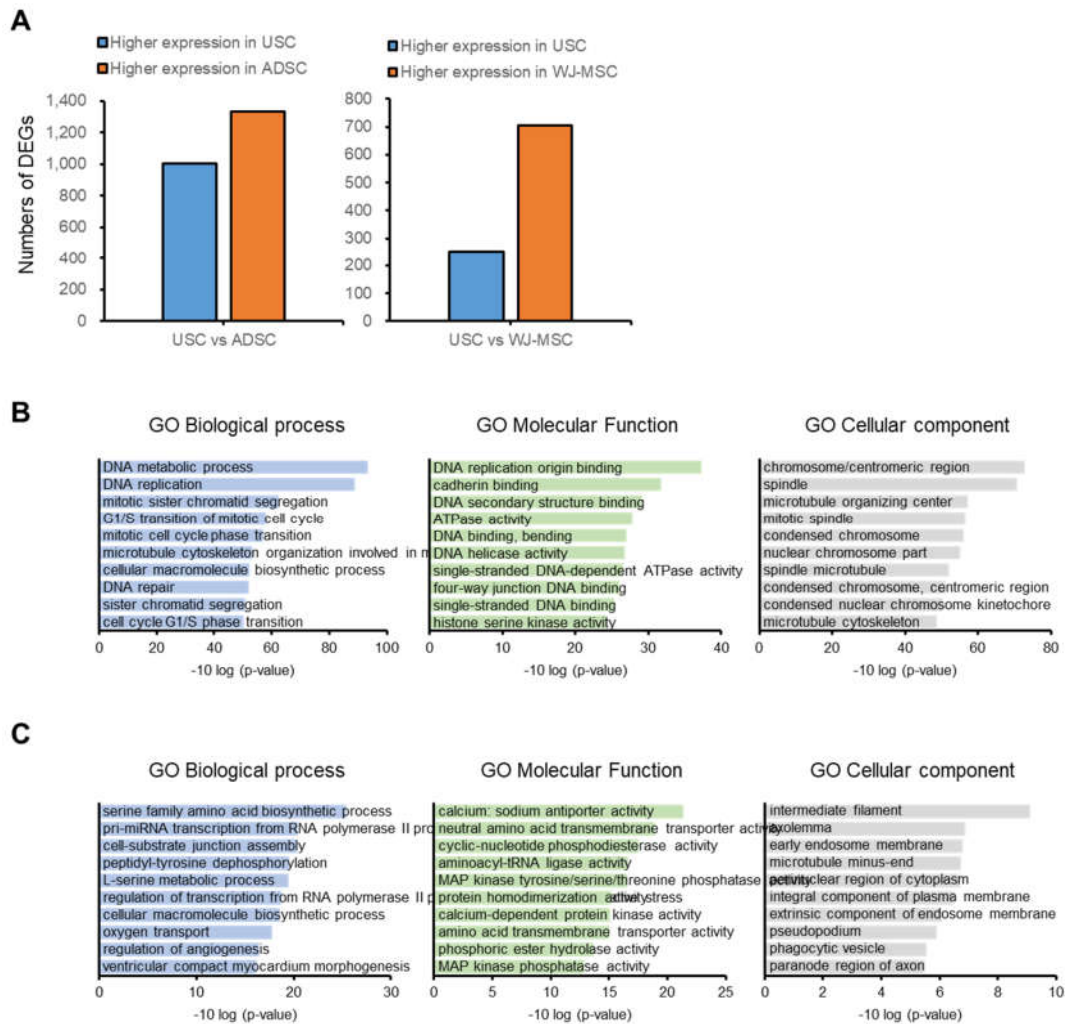 A
Higher expression in USC
Higher expression in ADSC
Higher expression in USC
Higher expression in WJ-MSC
Numbers of DEGs
1,400
1,200
1,000
800
600
400
200
0
USC vs ADSC
800
700
600
500
400
300
200
100
0
USC vs WJ-MSC
B
GO Biological process
DNA metabolic process
DNA replication
mitotic sister chromatid segregation
G1/S transition of mitotic cell cycle
mitotic cell cycle phase transition
microtubule cytoskeleton organization involved in m
cellular macromolecule biosynthetic process
DNA repair
sister chromatid segregation
cell cycle G1/S phase transition
0 20 40 60 80 100
-10 log (p-value)
GO Molecular Function
DNA replication origin binding
cadherin binding
DNA secondary structure binding
ATPase activity
DNA binding, bending
DNA helicase activity
single-stranded DNA-dependent ATPase activity
four-way junction DNA binding
single-stranded DNA binding
histone serine kinase activity
0 10 20 30 40
-10 log (p-value)
GO Cellular component
chromosome/centromeric region
spindle
microtubule organizing center
mitotic spindle
condensed chromosome
nuclear chromosome part
spindle microtubule
condensed chromosome, centromeric region
condensed nuclear chromosome kinetochore
microtubule cytoskeleton
0 20 40 60 80
-10 log (p-value)
C
GO Biological process
serine family amino acid biosynthetic process
pri-miRNA transcription from RNA polymerase II pro
cell-substrate junction assembly
peptidyl-tyrosine dephosphorylation
L-serine metabolic process
regulation of transcription from RNA polymerase II p
cellular macromolecule biosynthetic process
oxygen transport
regulation of angiogenesis
ventricular compact myocardium morphogenesis
0 10 20 30
-10 log (p-value)
GO Molecular Function
calcium: sodium antiporter activity
neutral amino acid transmembrane transporter activity
cyclic-nucleotide phosphodiesterase activity
aminoacyl-tRNA ligase activity
MAP kinase tyrosine/serine/threonine phosphatase activity
protein homodimerization activity stress
calcium-dependent protein kinase activity
amino acid transmembrane transporter activity
phosphoric ester hydrolase activity
MAP kinase phosphatase activity
0 5 10 15 20 25
-10 log (p-value)
GO Cellular component
intermediate filament
axolemma
early endosome membrane
microtubule minus-end
perinuclear region of cytoplasm
integral component of plasma membrane
extrinsic component of endosome membrane
pseudopodium
phagocytic vesicle
paranode region of axon
0 2 4 6 8 10
-10 log (p-value)